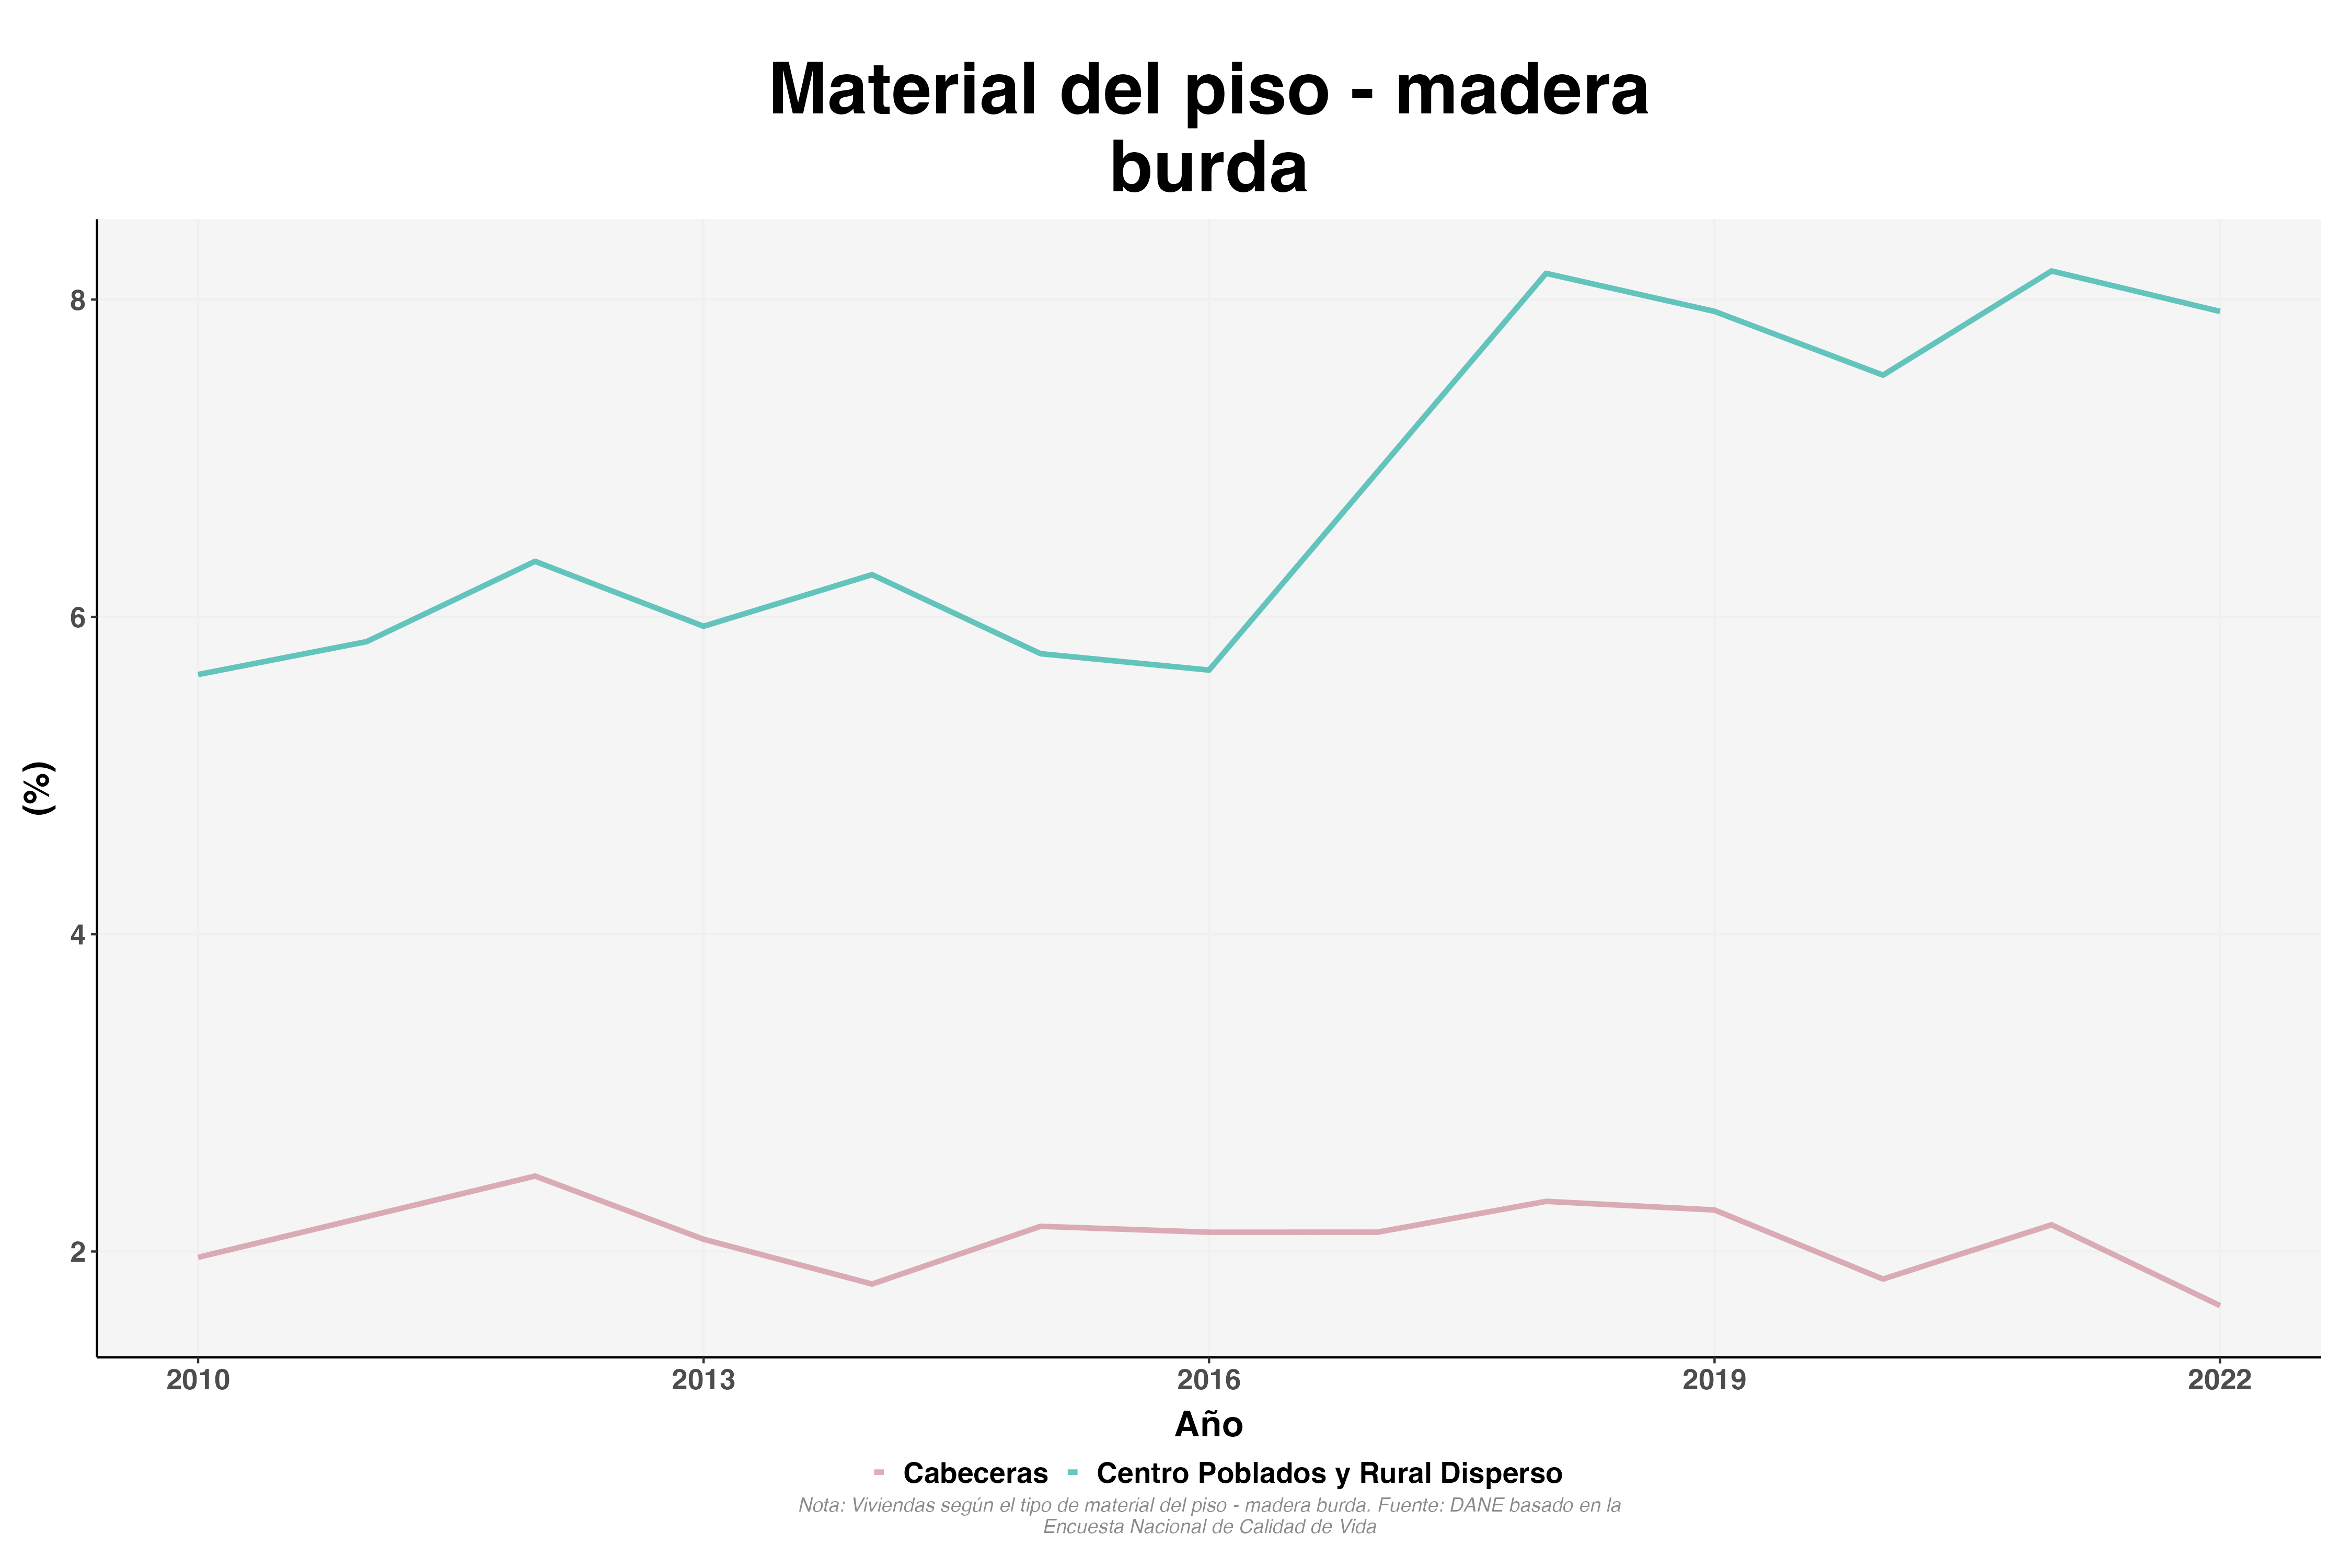 Material del piso - madera
burda
(%)
8
6
4
2
2010 2013 2016 2019 2022
Año
Cabeceras Centro Poblados y Rural Disperso
Nota: Viviendas según el tipo de material del piso - madera burda. Fuente: DANE basado en la
Encuesta Nacional de Calidad de Vida